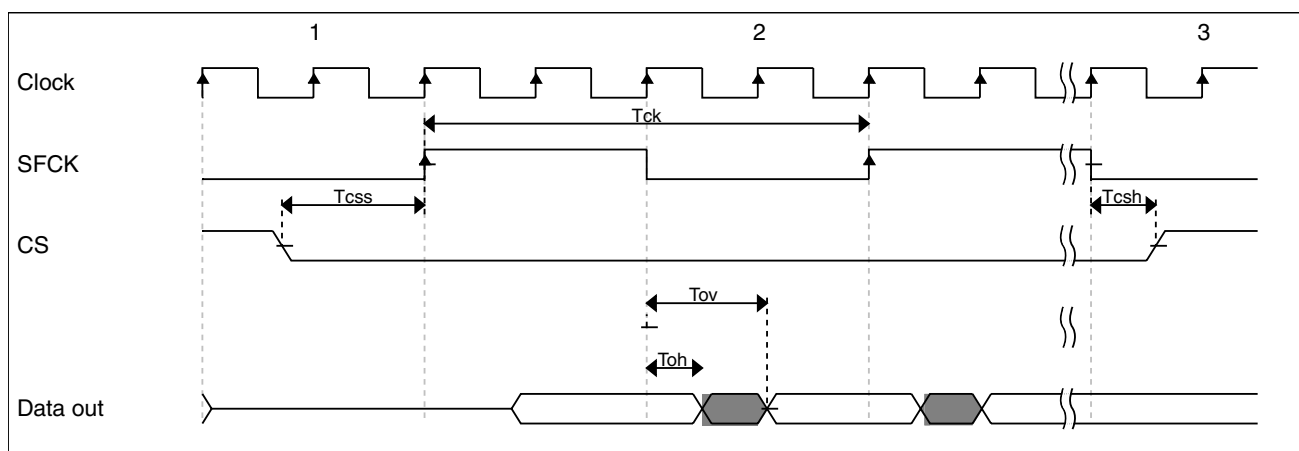 1 2 3
Clock
Tck
SFCK
Tcss Tcsh
CS
Tov
Toh
Data out